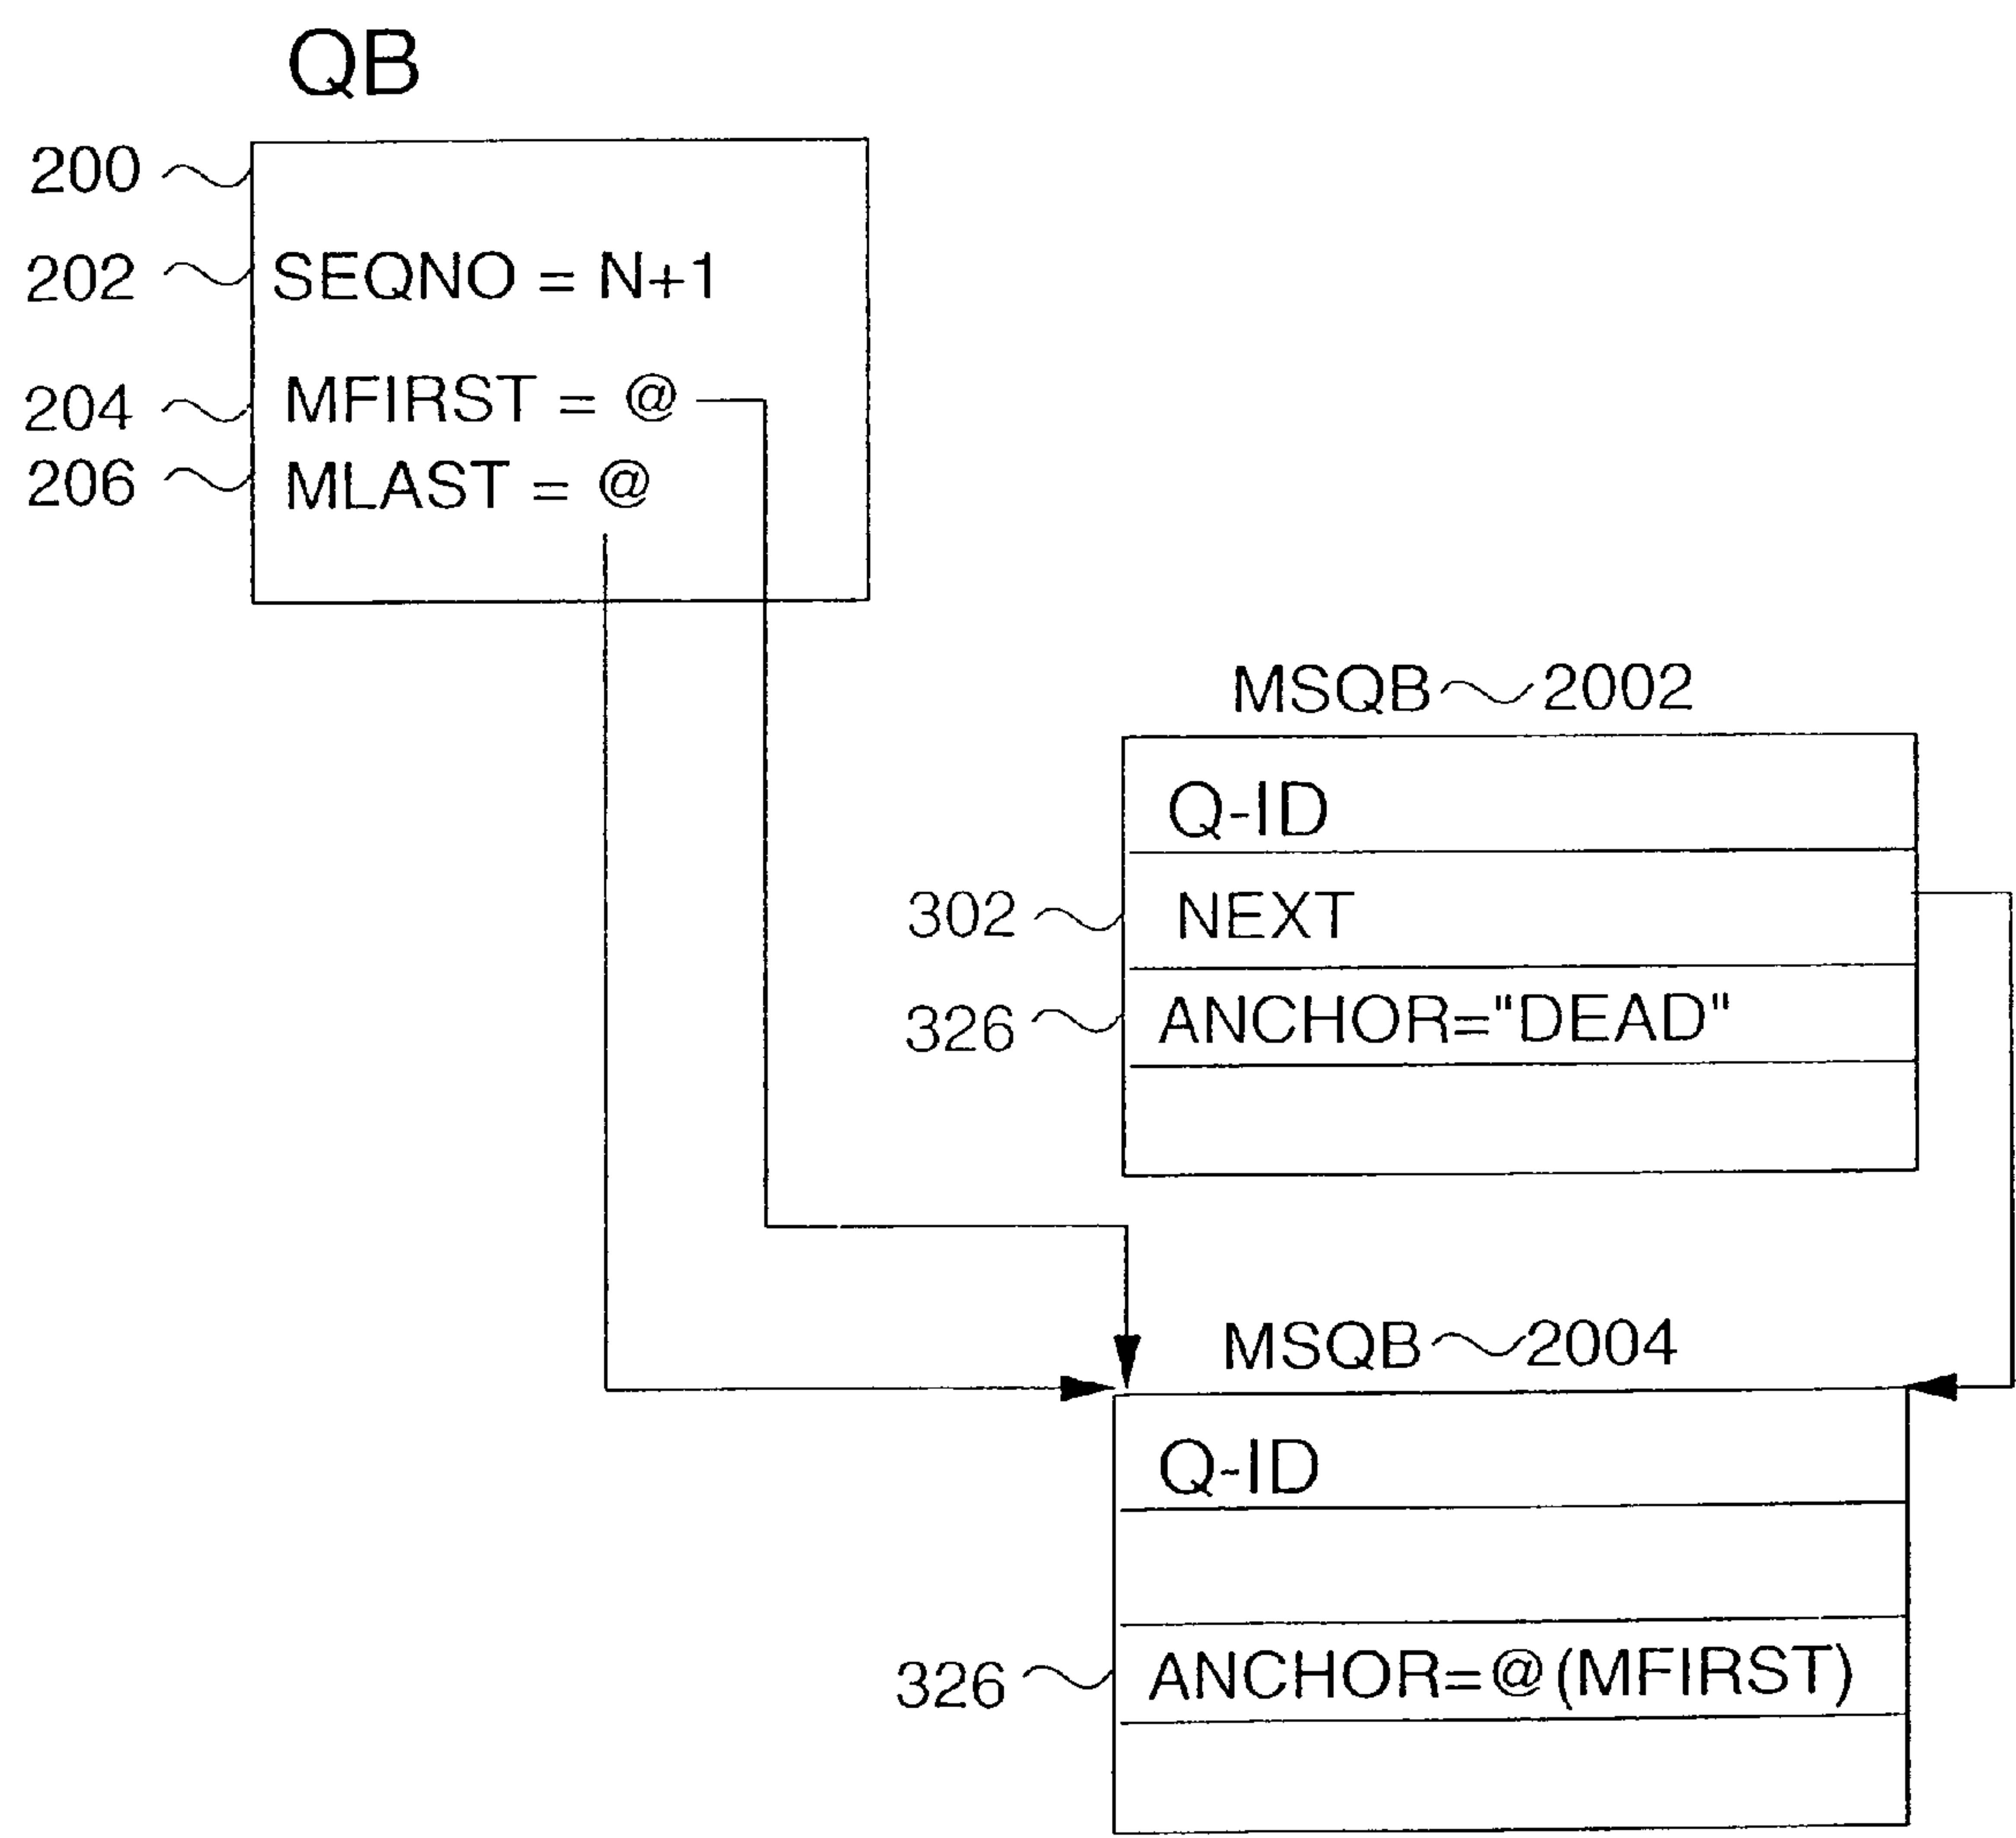 QB
200
202 SEQNO = N+1
204 MFIRST = @
206 MLAST = @
MSQB 2002
Q-ID
302 NEXT
326 ANCHOR="DEAD"
MSQB 2004
Q-ID
326 ANCHOR=@(MFIRST)